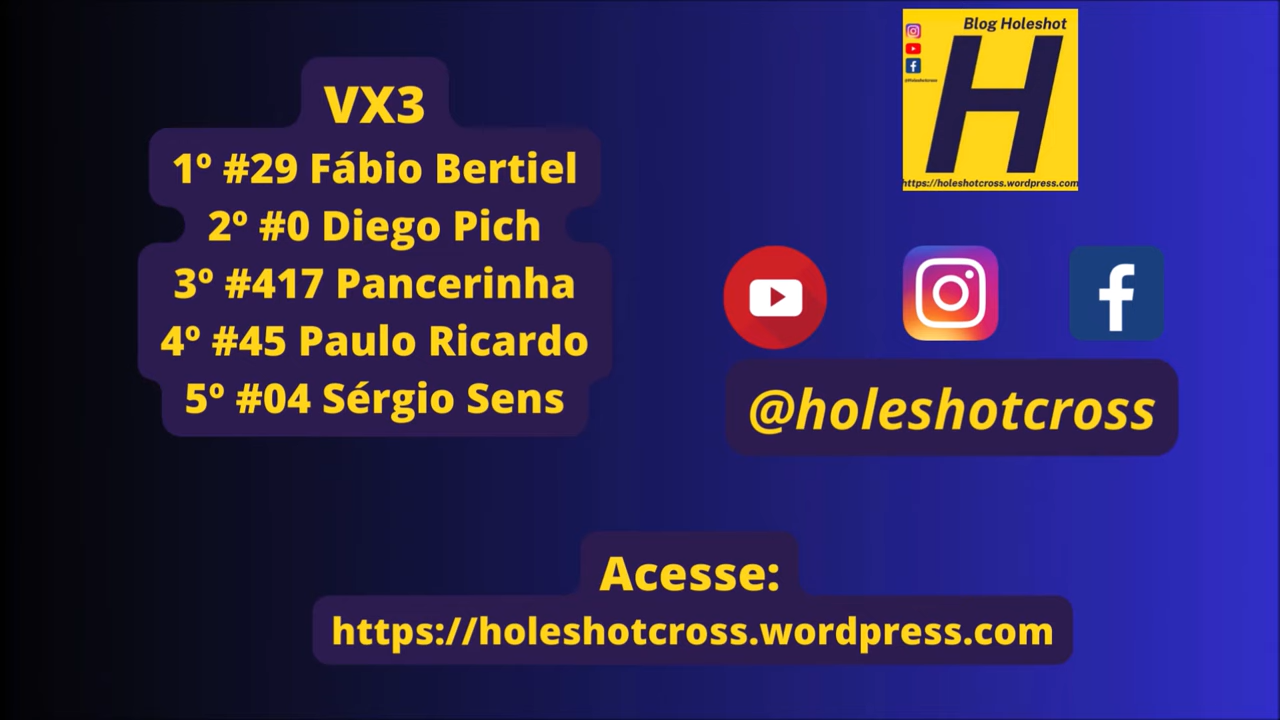 VX3
1º #29 Fábio Bertiel
2º #0 Diego Pich
3º #417 Pancerinha
4º #45 Paulo Ricardo
5º #04 Sérgio Sens
Blog Holeshot
H
@holeshotcross
https://holeshotcross.wordpress.com
@holeshotcross
Acesse:
https://holeshotcross.wordpress.com